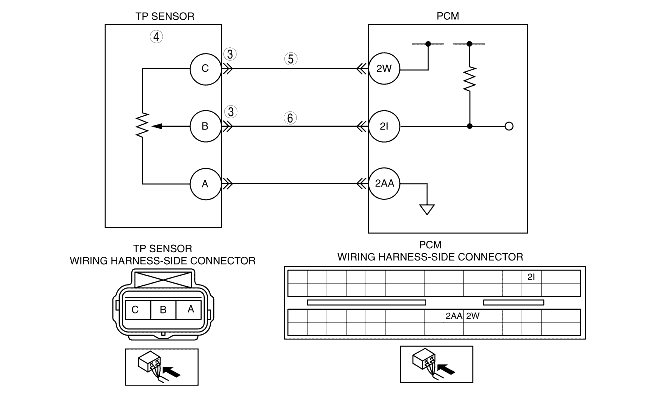 TP SENSOR
PCM
4
C
3
5
2W
B
3
6
2I
A
2AA
TP SENSOR
WIRING HARNESS-SIDE CONNECTOR
PCM
WIRING HARNESS-SIDE CONNECTOR
C B A
2I
2AA 2W